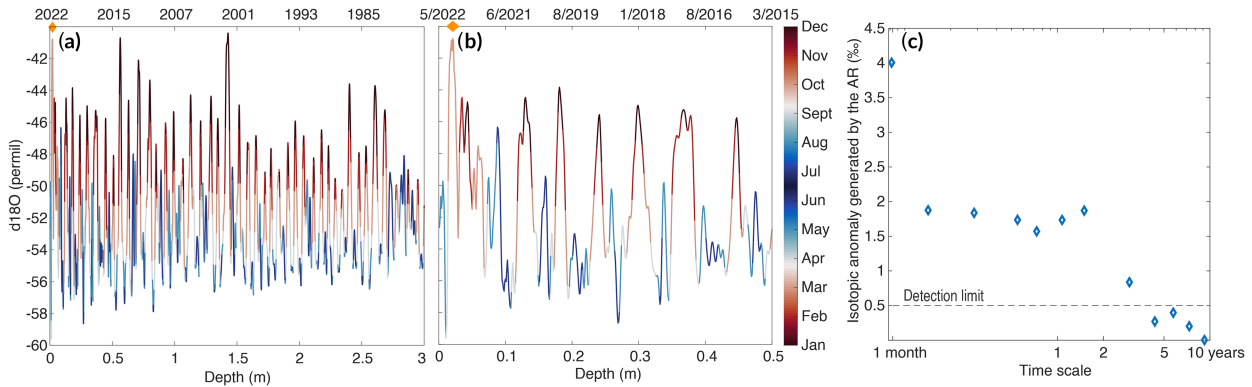 2022 2015 2007 2001 1993 1985
5/2022 6/2021 8/2019 1/2018 8/2016 3/2015
(a)
(b)
(c)
-42
-44
-46
-48
-50
-52
-54
-56
-58
-60
d18O (permil)
0 0.5 1 1.5 2 2.5 3
Depth (m)
0 0.1 0.2 0.3 0.4 0.5
Depth (m)
Dec
Nov
Oct
Sept
Aug
Jul
Jun
May
Apr
Mar
Feb
Jan
Isotopic anomaly generated by the AR (‰)
4.5
4
3.5
3
2.5
2
1.5
1
0.5
0
Detection limit
1 month 1 2 5 10 years
Time scale